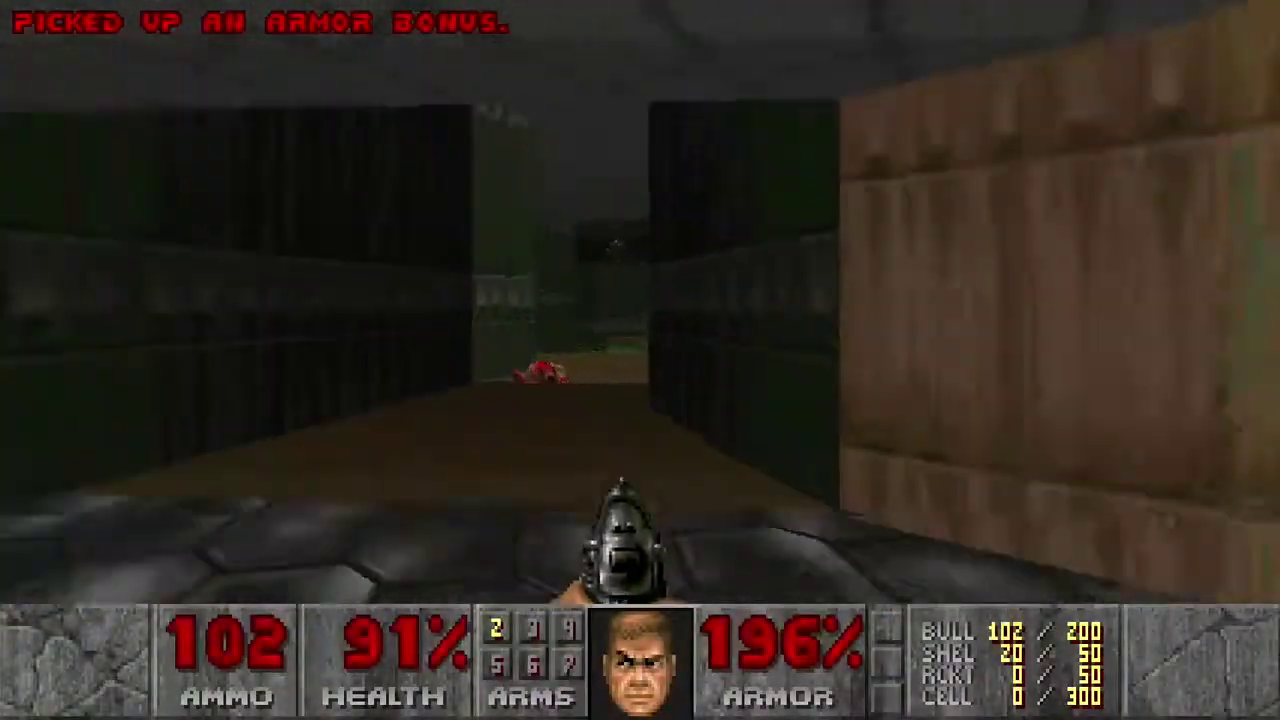 PICKED UP AN ARMOR BONUS.
102 91% 2 3 4 196% BULL 102 / 200
5 6 7 SHEL 20 / 50
RCKT 0 / 50
AMMO HEALTH ARMS ARMOR CELL 0 / 300